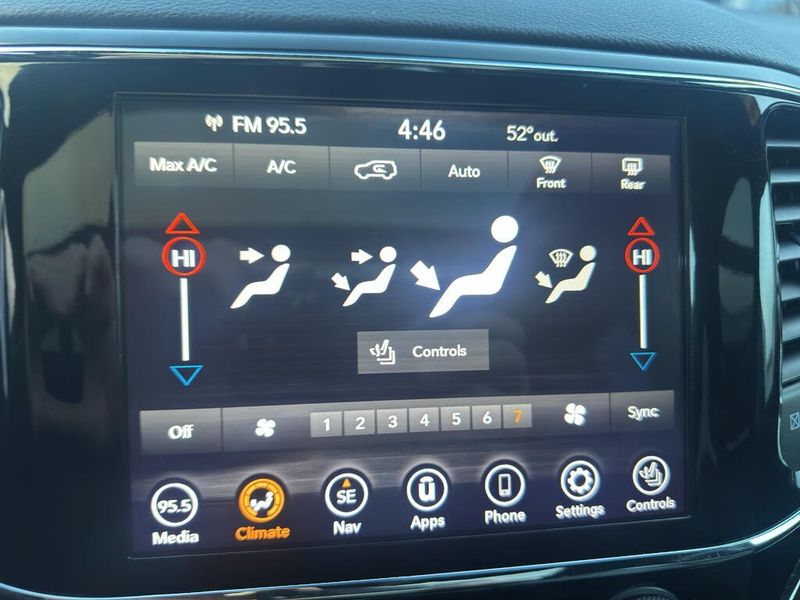 FM 95.5 4:46 52° out.
Max A/C A/C Auto Front Rear
HI HI
Controls
Off 1 2 3 4 5 6 7 Sync
95.5 SE
Media Climate Nav Apps Phone Settings Controls